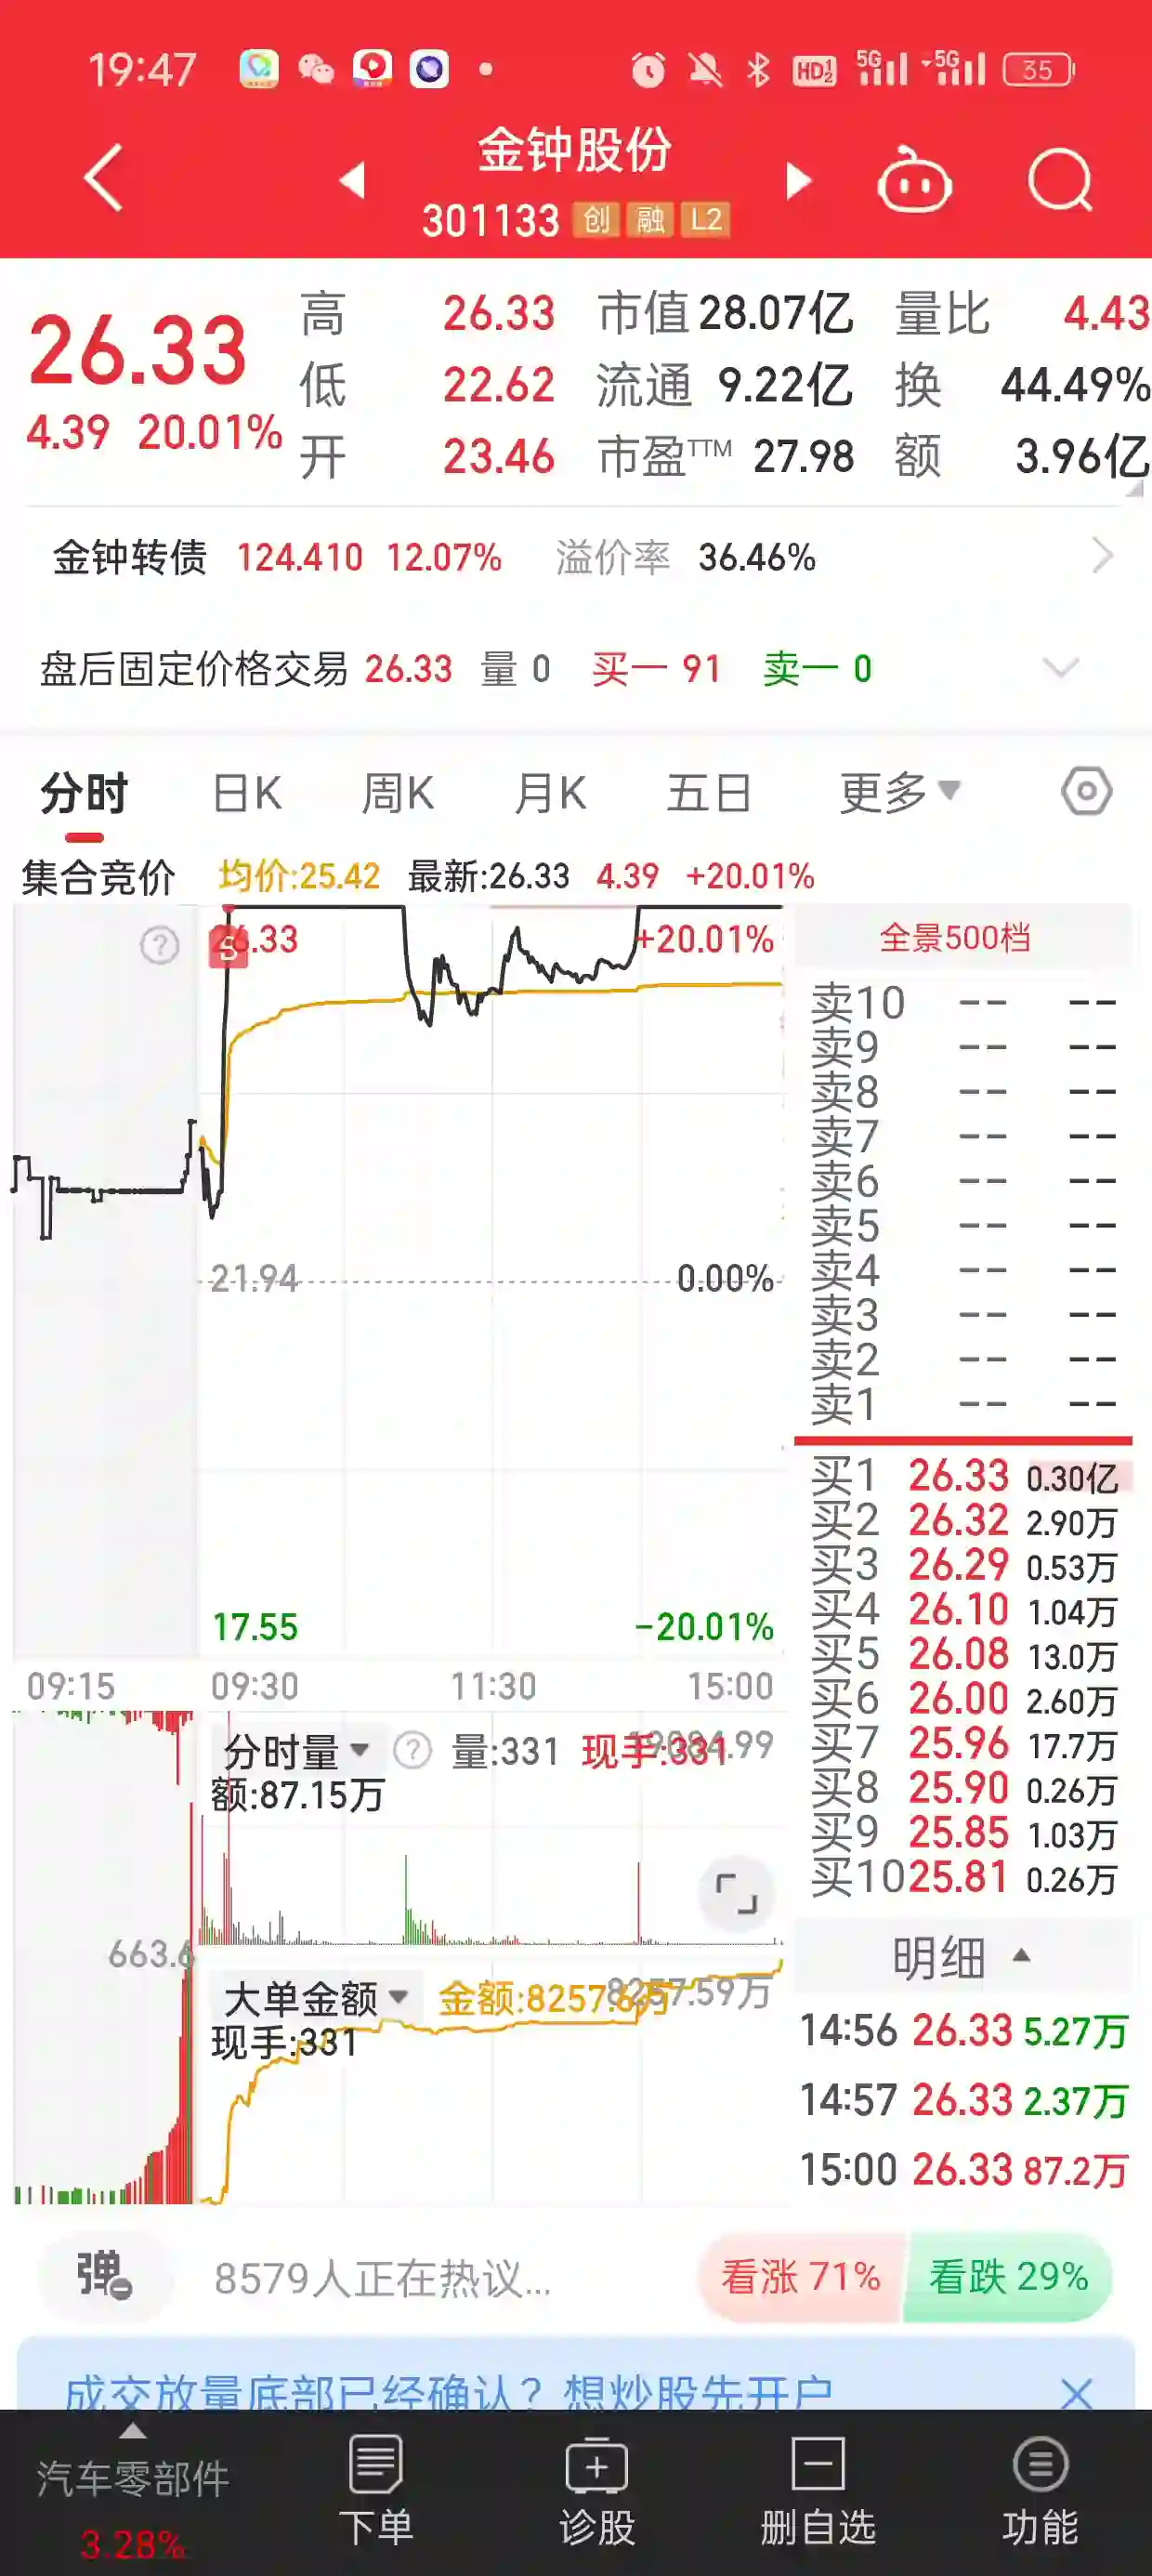 19:47 HD 1 2 5G 5G 35
金钟股份
301133 创 融 L2
26.33 高 26.33 市值 28.07亿 量比 4.43
低 22.62 流通 9.22亿 换 44.49%
4.39 20.01% 开 23.46 市盈TTM 27.98 额 3.96亿
金钟转债 124.410 12.07% 溢价率 36.46%
盘后固定价格交易 26.33 量 0 买一 91 卖一 0
分时 日K 周K 月K 五日 更多
集合竞价 均价:25.42 最新:26.33 4.39 +20.01%
? S .33 +20.01%
21.94 0.00%
17.55 -20.01%
09:15 09:30 11:30 15:00
分时量 ? 量:331 现手:331 .99
额:87.15万
663.6
大单金额 金额:8257.6万 8257.59万
现手:331
全景500档
卖10 -- --
卖9 -- --
卖8 -- --
卖7 -- --
卖6 -- --
卖5 -- --
卖4 -- --
卖3 -- --
卖2 -- --
卖1 -- --
买1 26.33 0.30亿
买2 26.32 2.90万
买3 26.29 0.53万
买4 26.10 1.04万
买5 26.08 13.0万
买6 26.00 2.60万
买7 25.96 17.7万
买8 25.90 0.26万
买9 25.85 1.03万
买10 25.81 0.26万
明细
14:56 26.33 5.27万
14:57 26.33 2.37万
15:00 26.33 87.2万
弹 8579人正在热议... 看涨 71% 看跌 29%
成交放量底部已经确认? 想炒股先开户
汽车零部件
3.28%
下单
诊股
删自选
功能